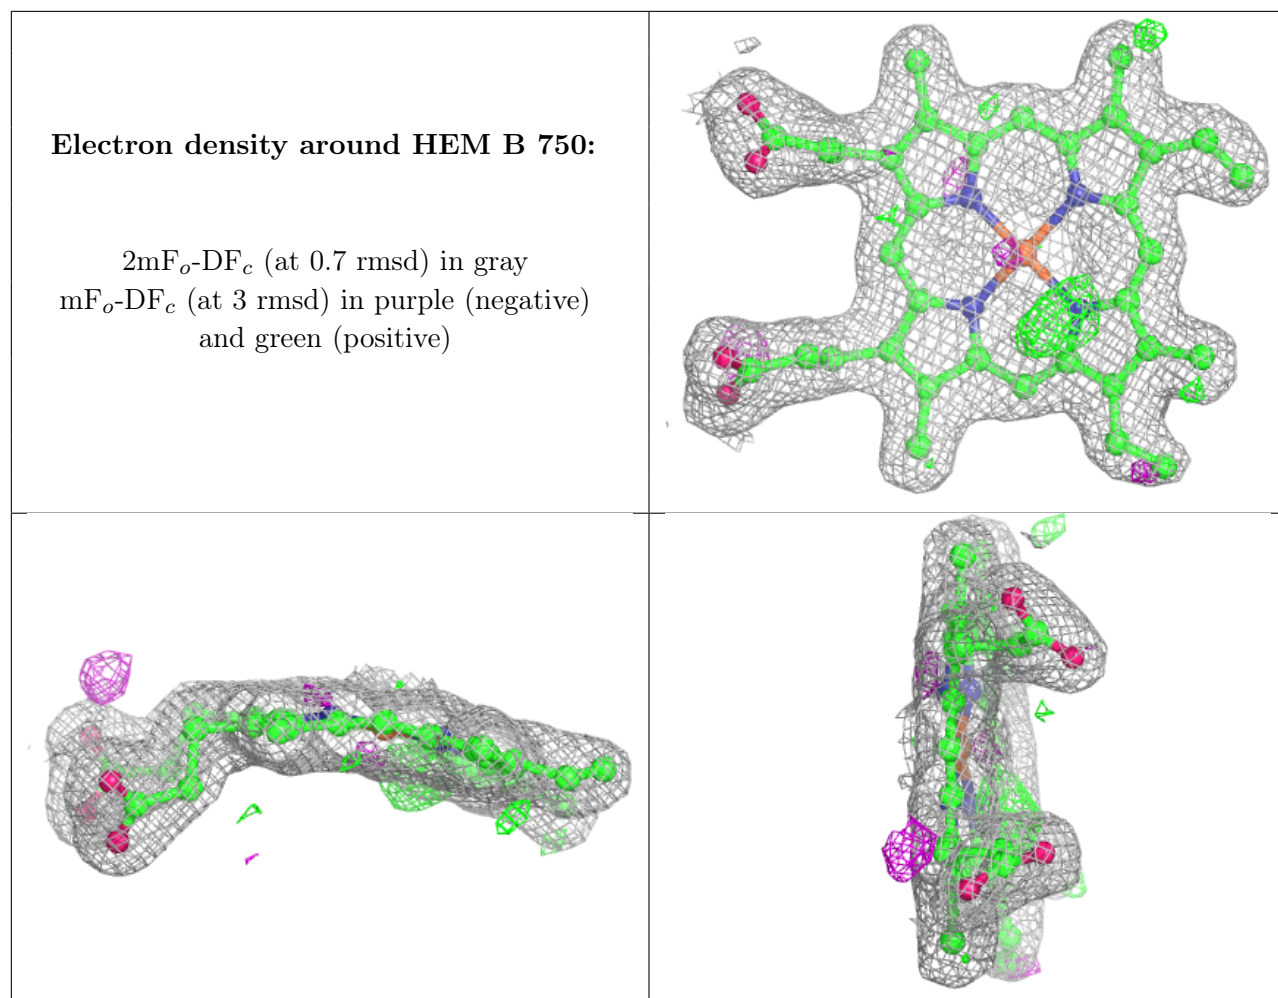 Electron density around HEM B 750:
2mFo-DFc (at 0.7 rmsd) in gray
mFo-DFc (at 3 rmsd) in purple (negative)
and green (positive)